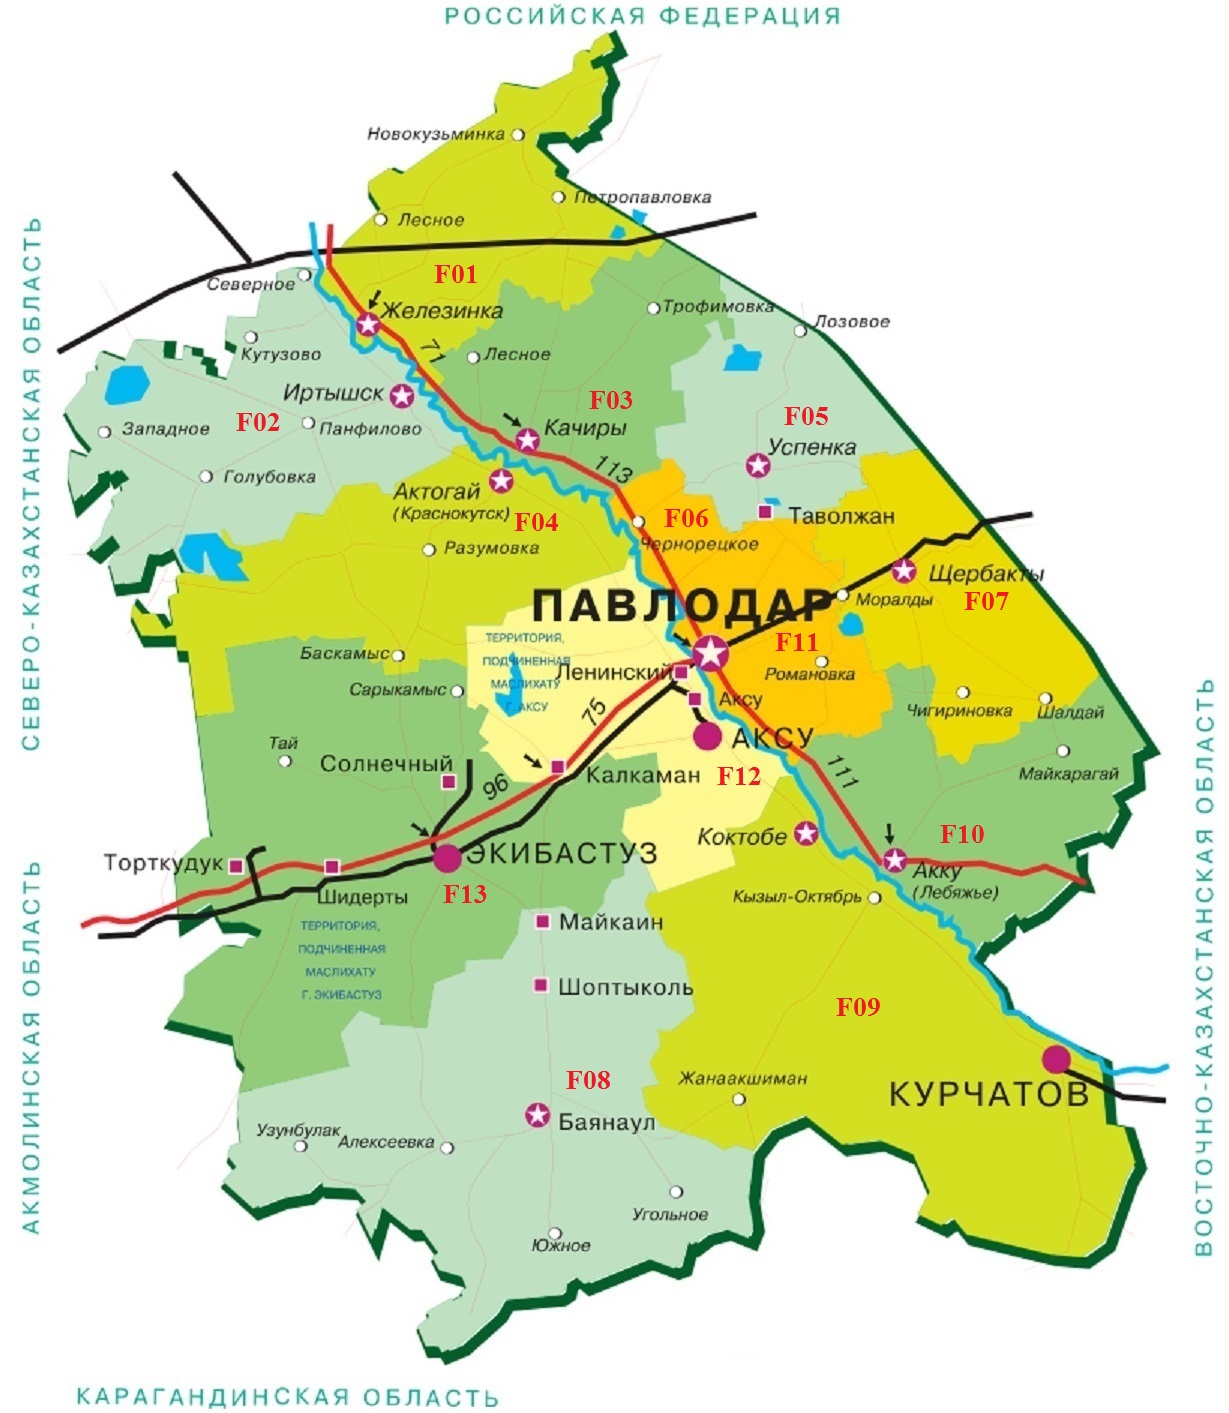 РОССИЙСКАЯ ФЕДЕРАЦИЯ
Новокузьминка
Петропавловка
Лесное
F01
Северное
Железинка
Трофимовка
Лозовое
Кутузово
71
Лесное
Иртышск
F03
F05
F02
Западное
Панфилово
Качиры
Успенка
113
Голубовка
Актогай
(Краснокутск)
F04
F06
Таволжан
Разумовка
Чернорецкое
Щербакты
ПАВЛОДАР
Моралды
F07
ТЕРРИТОРИЯ,
ПОДЧИНЕННАЯ
МАСЛИХАТУ
Г. АКСУ
F11
Баскамыс
Ленинский
Романовка
Сарыкамыс
75
Аксу
Чигириновка
Шалдай
Тай
АКСУ
Солнечный
Калкаман
F12
111
Майкарагай
96
Коктобе
F10
ЭКИБАСТУЗ
Торткудук
Акку
(Лебяжье)
Шидерты
F13
Кызыл-Октябрь
ТЕРРИТОРИЯ,
ПОДЧИНЕННАЯ
МАСЛИХАТУ
Г. ЭКИБАСТУЗ
Майкаин
Шоптыколь
F09
F08
Жанаакшиман
КУРЧАТОВ
Баянаул
Узунбулак
Алексеевка
Угольное
Южное
СЕВЕРО-КАЗАХСТАНСКАЯ ОБЛАСТЬ
АКМОЛИНСКАЯ ОБЛАСТЬ
ВОСТОЧНО-КАЗАХСТАНСКАЯ ОБЛАСТЬ
КАРАГАНДИНСКАЯ ОБЛАСТЬ